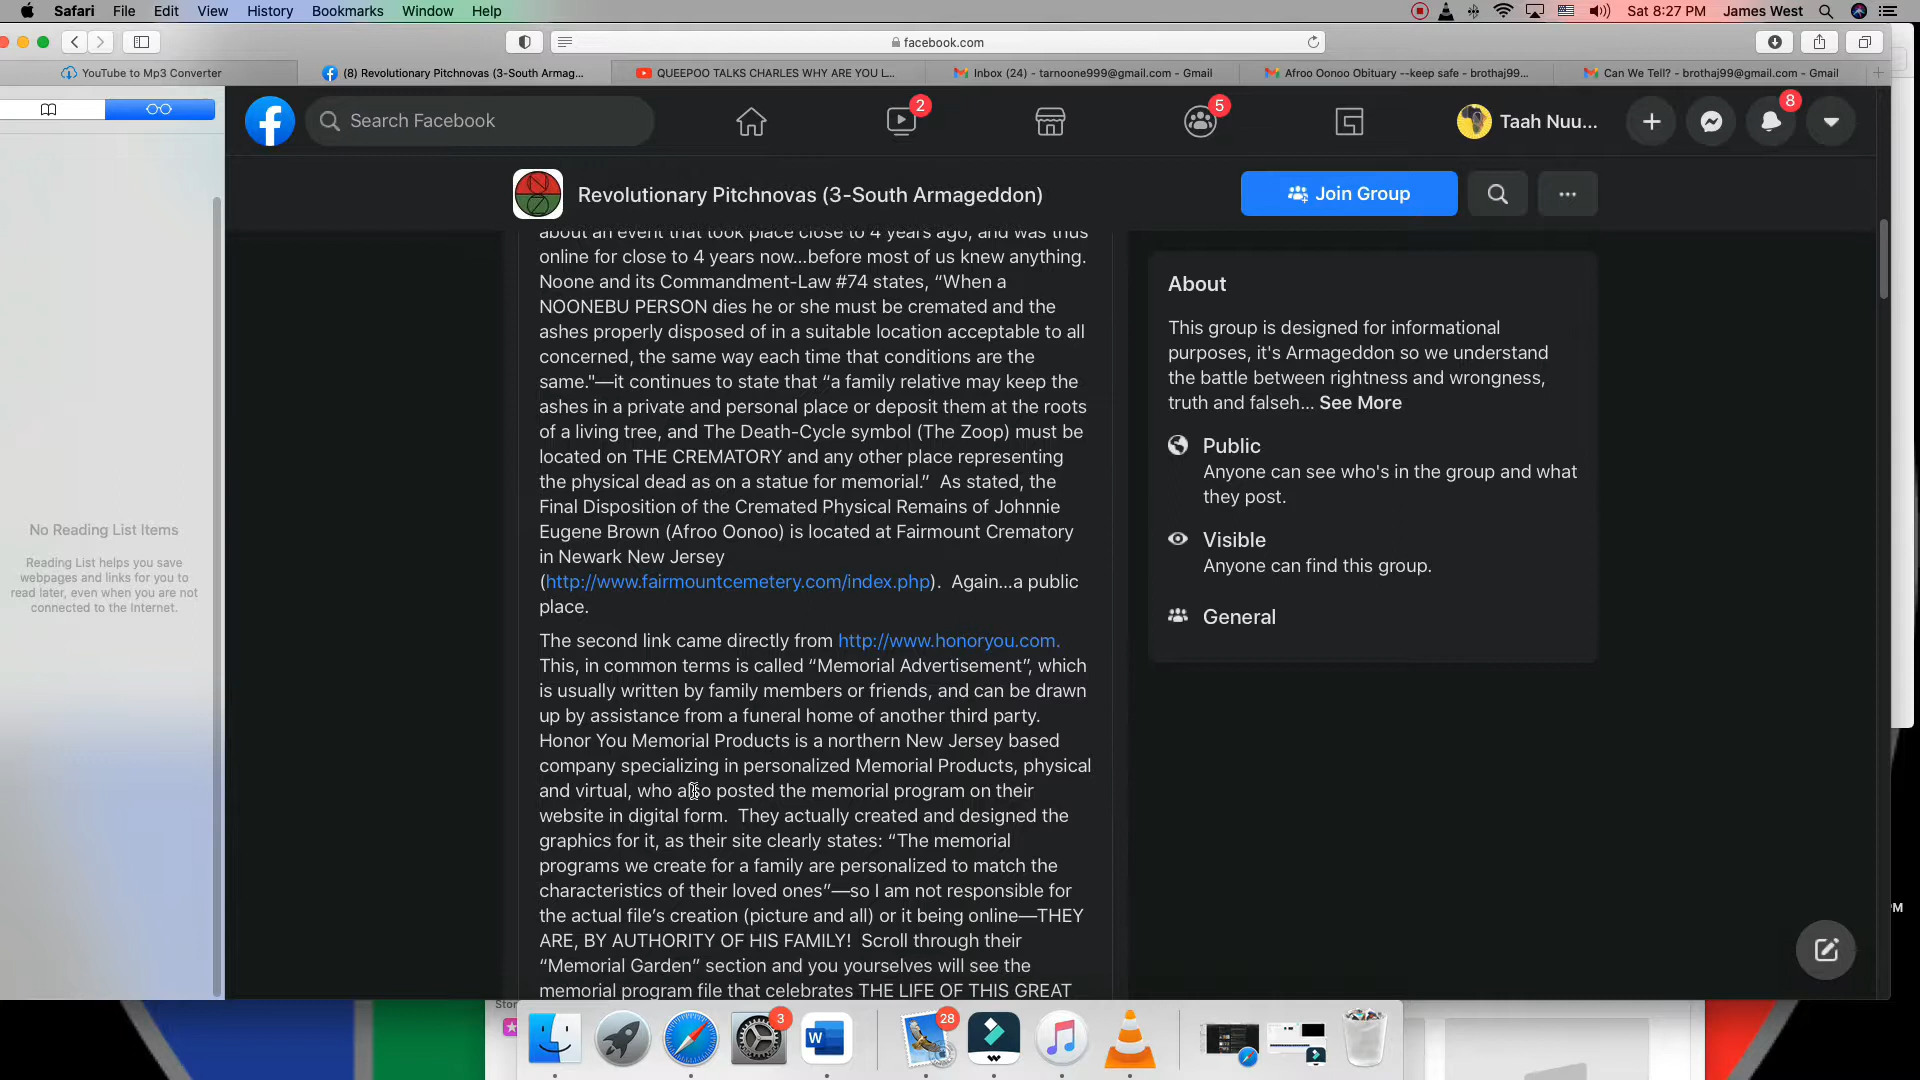 Safari File Edit View History Bookmarks Window Help Sat 8:27 PM James West
facebook.com
YouTube to Mp3 Converter (8) Revolutionary Pitchnovas (3-South Armag... QUEEPOO TALKS CHARLES WHY ARE YOU L... Inbox (24) - tarnoone999@gmail.com - Gmail Afroo Oonoo Obituary --keep safe - brothaj99... Can We Tell? - brothaj99@gmail.com - Gmail
Search Facebook 2 5 Taah Nuu... 8
Revolutionary Pitchnovas (3-South Armageddon) Join Group
about an event that took place close to 4 years ago, and was thus
online for close to 4 years now...before most of us knew anything.
Noone and its Commandment-Law #74 states, “When a
NOONEBU PERSON dies he or she must be cremated and the
ashes properly disposed of in a suitable location acceptable to all
concerned, the same way each time that conditions are the
same."—it continues to state that “a family relative may keep the
ashes in a private and personal place or deposit them at the roots
of a living tree, and The Death-Cycle symbol (The Zoop) must be
located on THE CREMATORY and any other place representing
the physical dead as on a statue for memorial.”  As stated, the
Final Disposition of the Cremated Physical Remains of Johnnie
Eugene Brown (Afroo Oonoo) is located at Fairmount Crematory
in Newark New Jersey
(http://www.fairmountcemetery.com/index.php).  Again...a public
place.
The second link came directly from http://www.honoryou.com.
This, in common terms is called “Memorial Advertisement”, which
is usually written by family members or friends, and can be drawn
up by assistance from a funeral home of another third party.
Honor You Memorial Products is a northern New Jersey based
company specializing in personalized Memorial Products, physical
and virtual, who also posted the memorial program on their
website in digital form.  They actually created and designed the
graphics for it, as their site clearly states: “The memorial
programs we create for a family are personalized to match the
characteristics of their loved ones”—so I am not responsible for
the actual file’s creation (picture and all) or it being online—THEY
ARE, BY AUTHORITY OF HIS FAMILY!  Scroll through their
“Memorial Garden” section and you yourselves will see the
memorial program file that celebrates THE LIFE OF THIS GREAT
About
This group is designed for informational
purposes, it's Armageddon so we understand
the battle between rightness and wrongness,
truth and falseh... See More
Public
Anyone can see who's in the group and what
they post.
Visible
Anyone can find this group.
General
No Reading List Items
Reading List helps you save
webpages and links for you to
read later, even when you are not
connected to the Internet.
PM
Stor
3 W 28